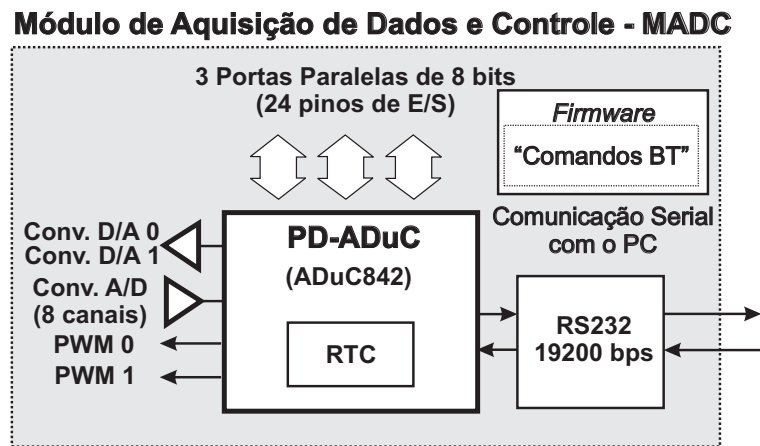 Módulo de Aquisição de Dados e Controle - MADC
3 Portas Paralelas de 8 bits
(24 pinos de E/S)
Firmware
“Comandos BT”
Comunicação Serial
com o PC
Conv. D/A 0
Conv. D/A 1
Conv. A/D
(8 canais)
PWM 0
PWM 1
PD-ADuC
(ADuC842)
RTC
RS232
19200 bps